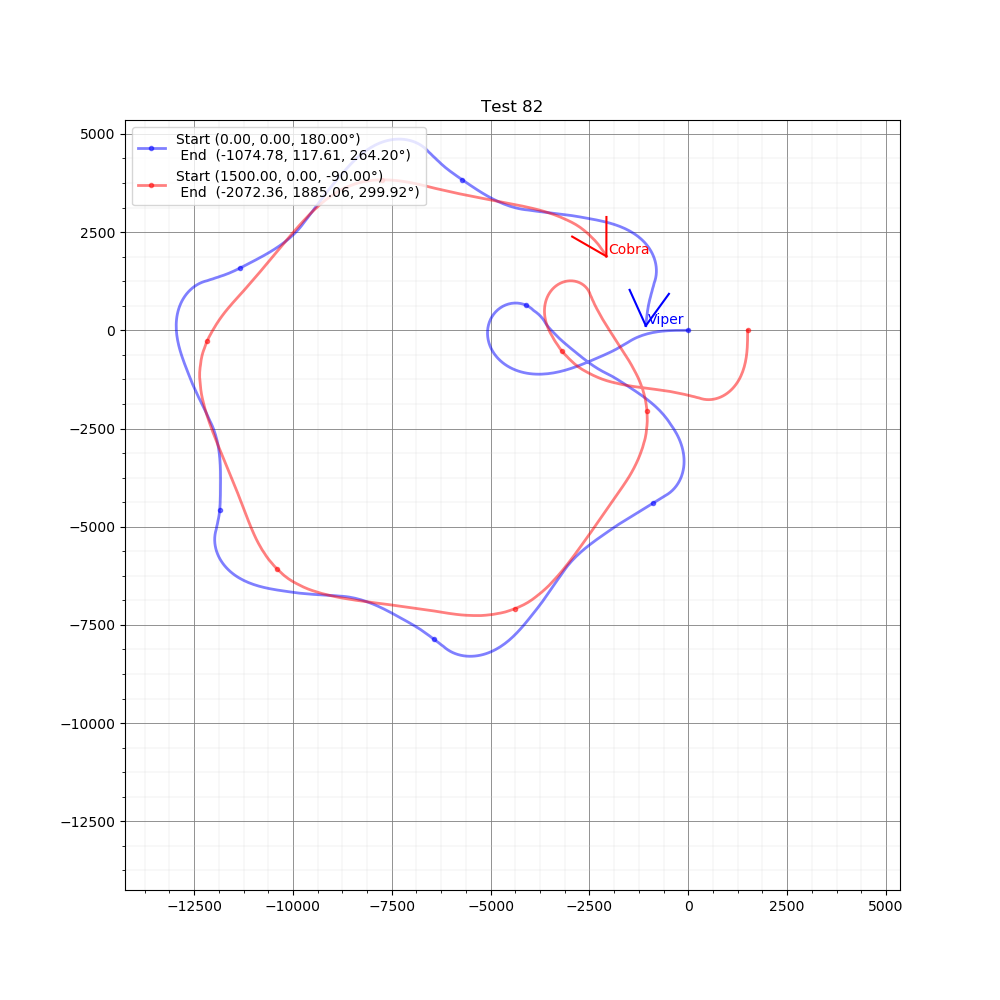 Test 82
Start (0.00, 0.00, 180.00°)
End (-1074.78, 117.61, 264.20°)
Start (1500.00, 0.00, -90.00°)
End (-2072.36, 1885.06, 299.92°)
Cobra
Viper
5000
2500
0
−2500
−5000
−7500
−10000
−12500
−12500 −10000 −7500 −5000 −2500 0 2500 5000